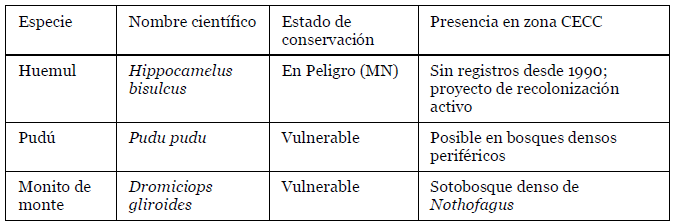 Especie Nombre científico Estado de conservación Presencia en zona CECC
Huemul Hippocamelus bisulcus En Peligro (MN) Sin registros desde 1990; proyecto de recolonización activo
Pudú Pudu pudu Vulnerable Posible en bosques densos periféricos
Monito de monte Dromiciops gliroides Vulnerable Sotobosque denso de Nothofagus